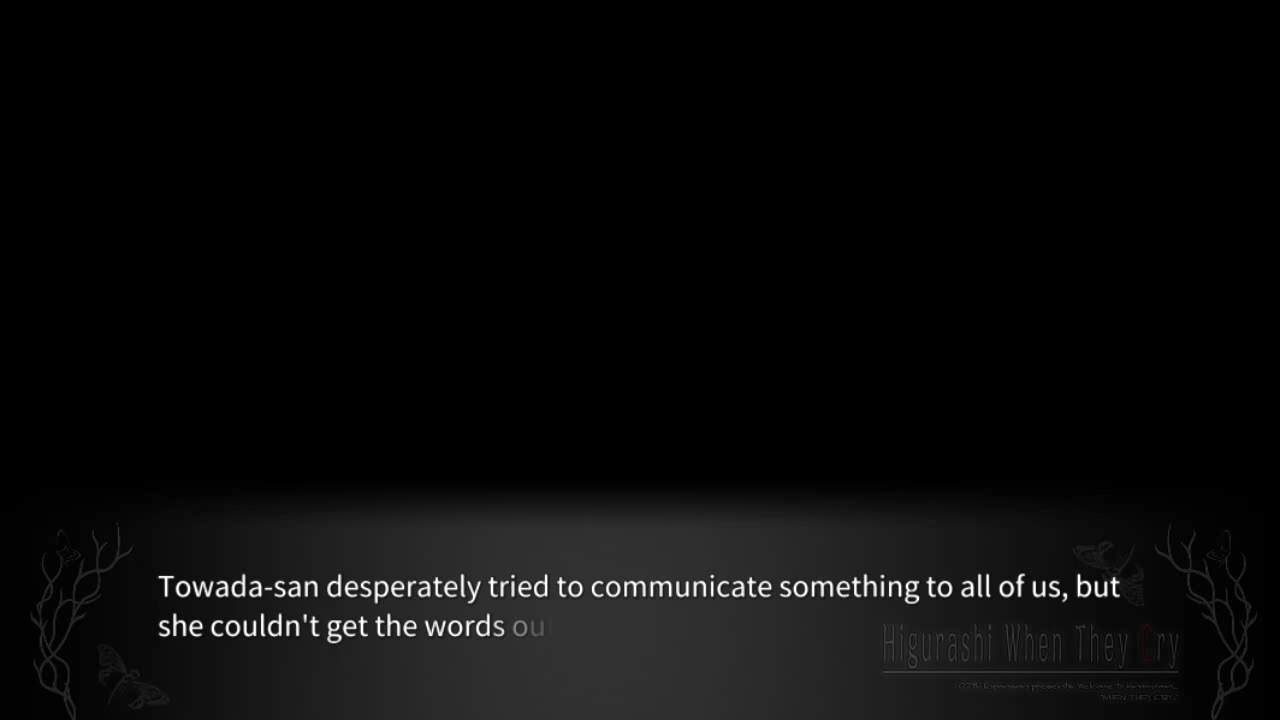 Towada-san desperately tried to communicate something to all of us, but
she couldn't get the words ou
Higurashi When They Cry